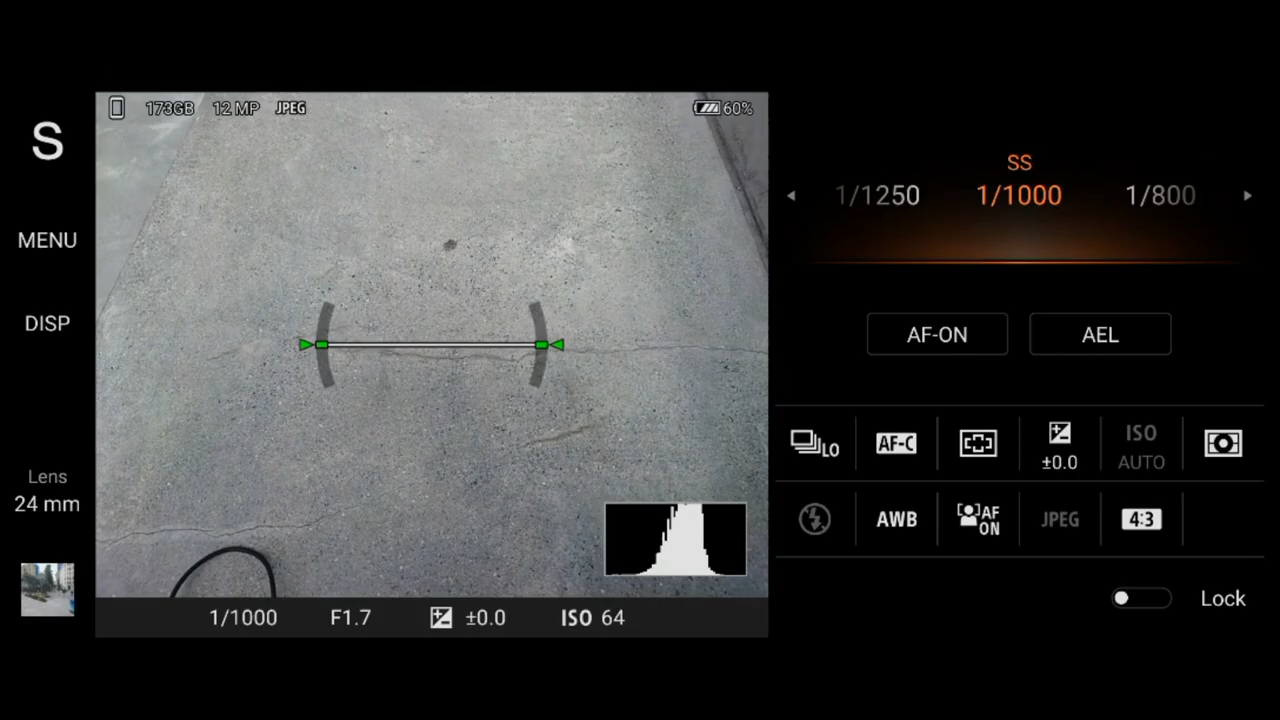 173GB 12 MP JPEG 60%
S
MENU
DISP
Lens
24 mm
SS
1/1250 1/1000 1/800
AF-ON AEL
LO AF-C ±0.0 ISO AUTO
AWB AF ON JPEG 4:3
Lock
1/1000 F1.7 ±0.0 ISO 64